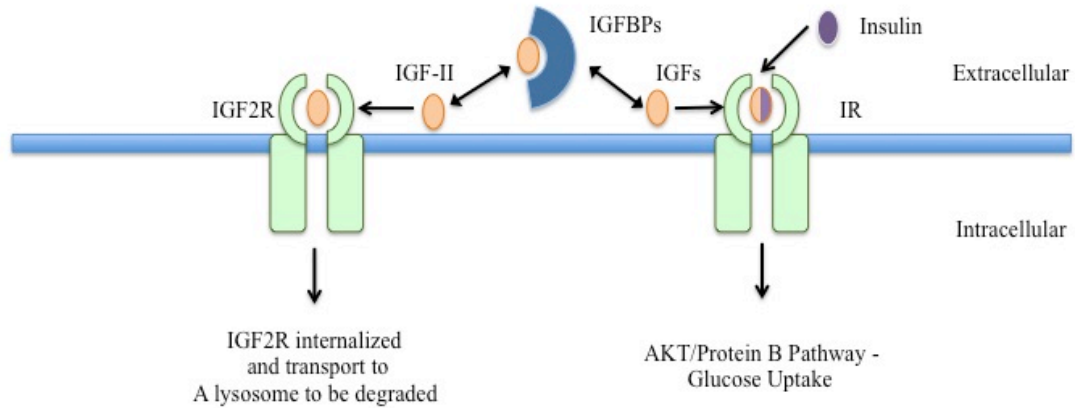 IGFBPs
Insulin
IGF-II
IGFs
Extracellular
IGF2R
IR
Intracellular
IGF2R internalized
and transport to
A lysosome to be degraded
AKT/Protein B Pathway -
Glucose Uptake